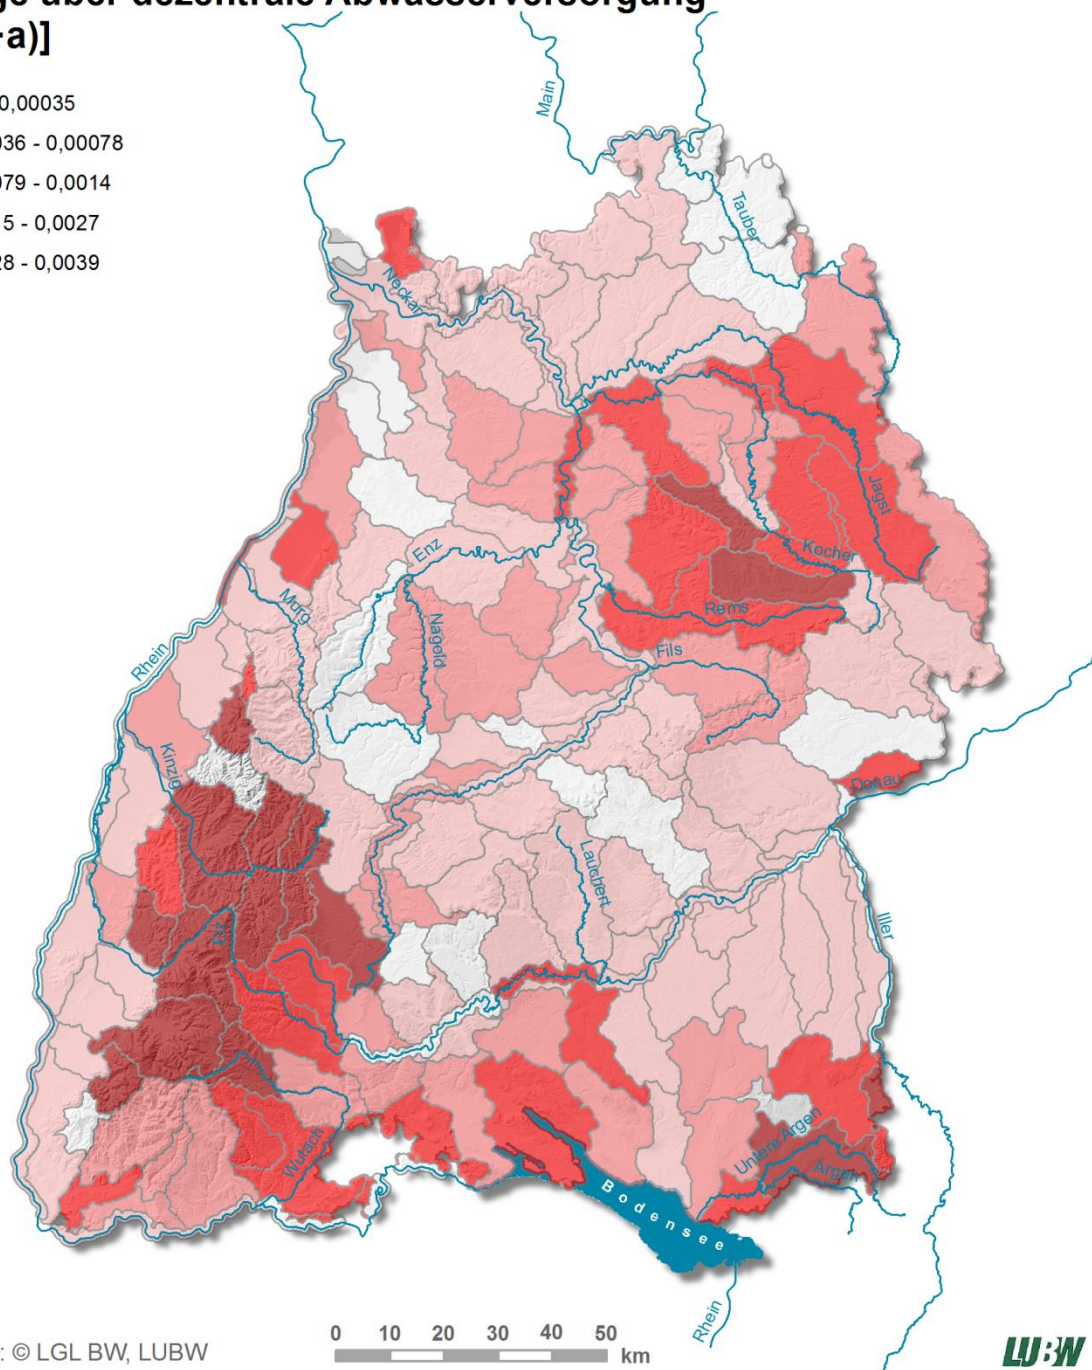 ge über dezentrale Abwasserversorgung
·a)]
0,00035
036 - 0,00078
079 - 0,0014
15 - 0,0027
28 - 0,0039
Main
Tauber
Neckar
Jagst
Kocher
Enz
Rems
Murg
Nagold
Fils
Rhein
Kinzig
Donau
Lauchert
Elz
Iller
Wutach
Untere Argen
Argen
Bodensee
Rhein
0 10 20 30 40 50
km
: © LGL BW, LUBW
LUBW